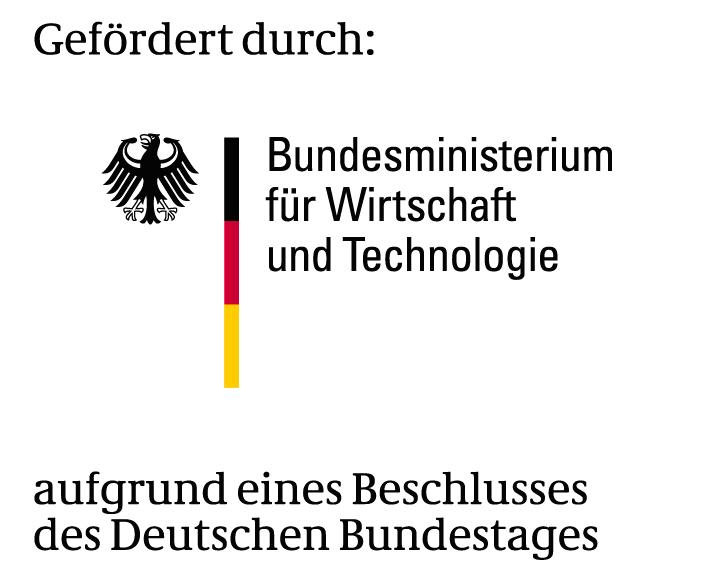 Gefördert durch:
Bundesministerium
für Wirtschaft
und Technologie
aufgrund eines Beschlusses
des Deutschen Bundestages